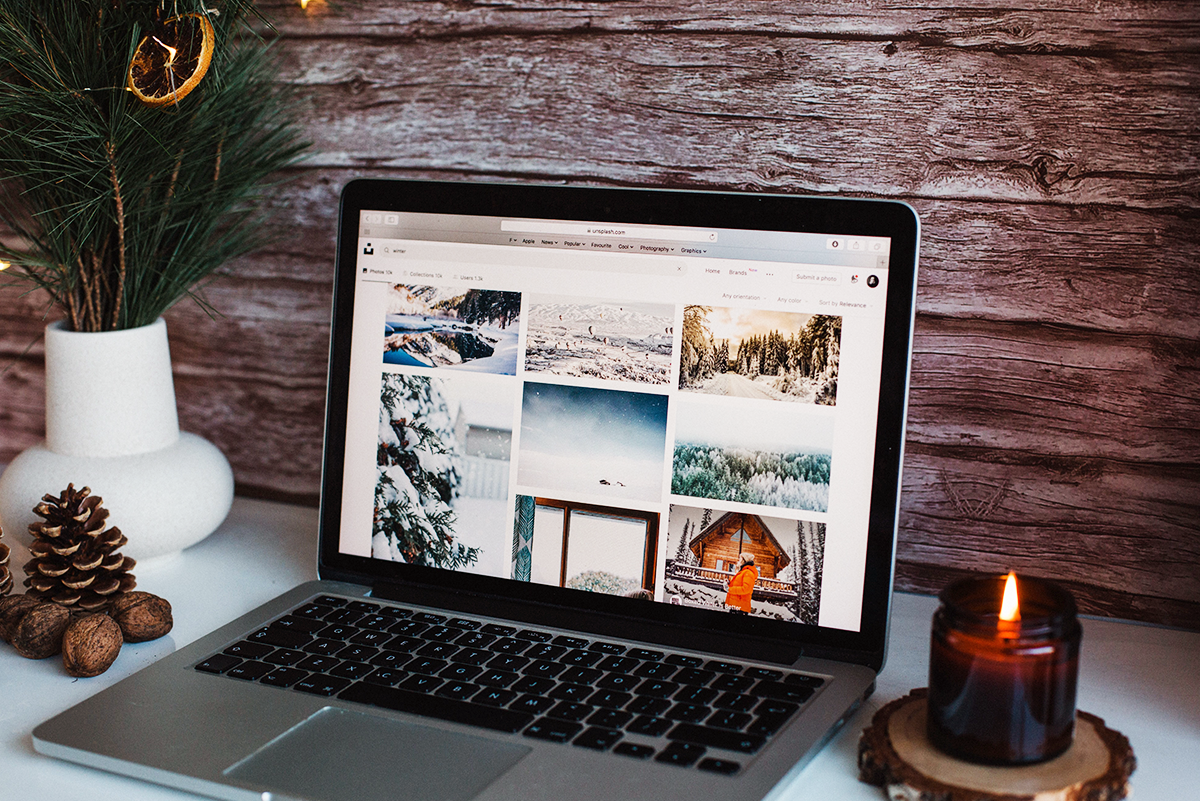 unsplash.com
F Apple News Popular Favourite Cool Photography Graphics
winter
Home Brands New ... Submit a photo
Photos 10k Collections 10k Users 1.3k
Any orientation Any color Sort by Relevance